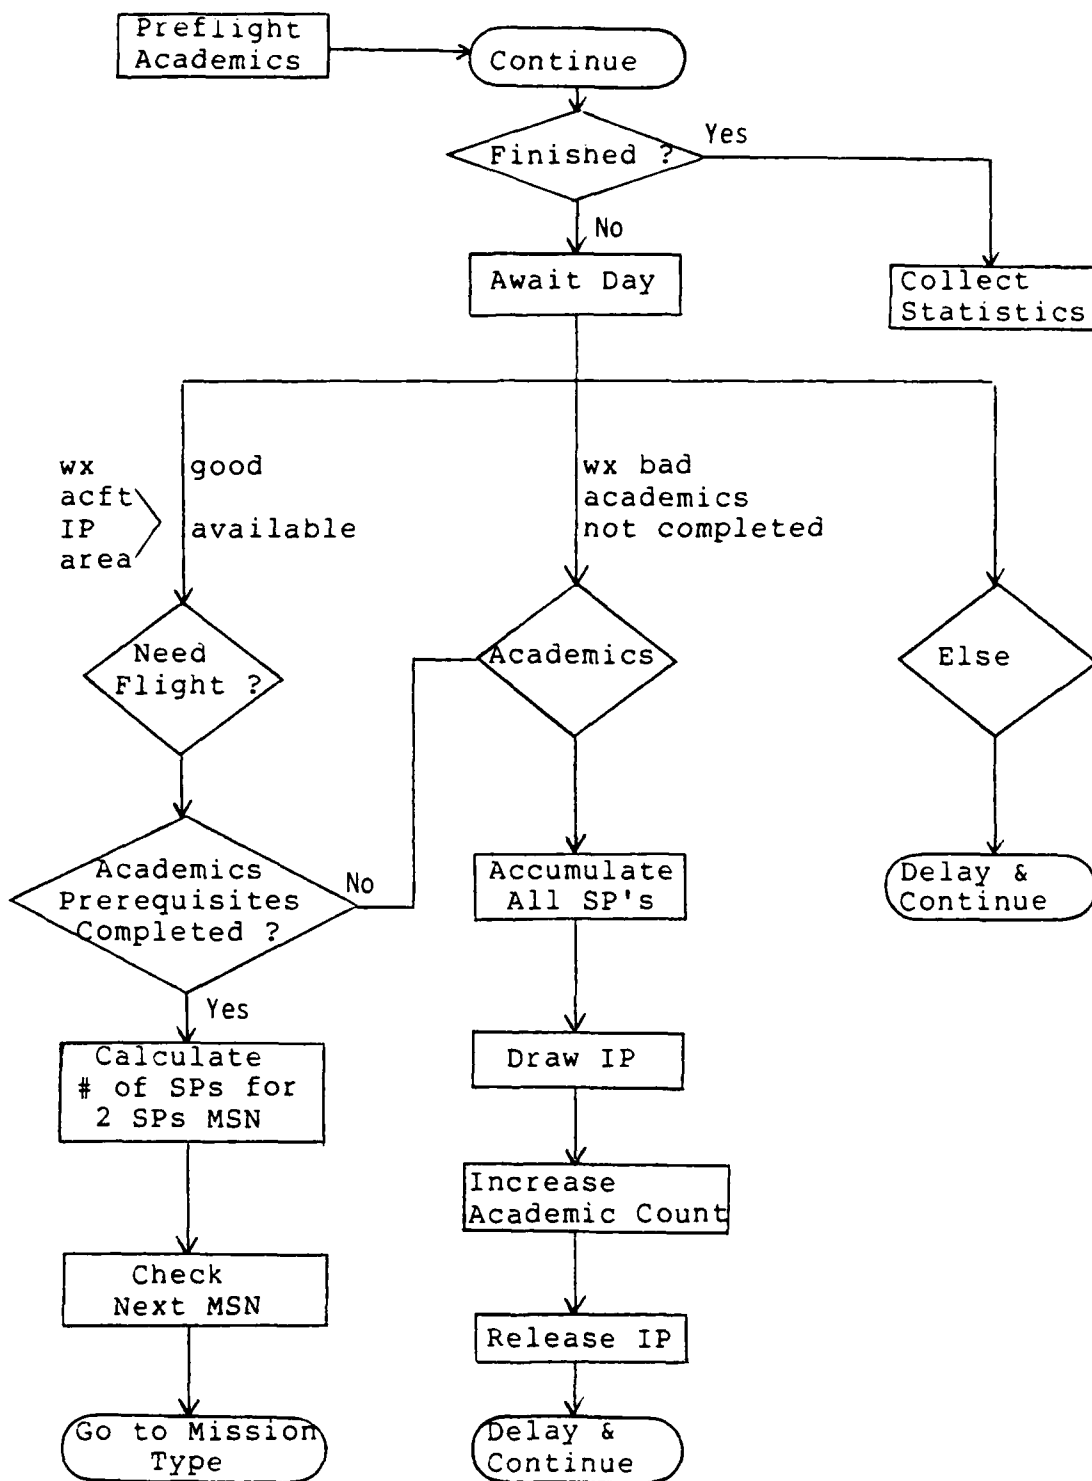 Preflight
Academics
Continue
Finished ?
Yes
No
Await Day
Collect
Statistics
wx good
acft
IP available
area
wx bad
academics
not completed
Need
Flight ?
Academics
Else
Academics
Prerequisites
Completed ?
No
Yes
Accumulate
All SP's
Delay &
Continue
Calculate
# of SPs for
2 SPs MSN
Draw IP
Increase
Academic Count
Check
Next MSN
Release IP
Go to Mission
Type
Delay &
Continue